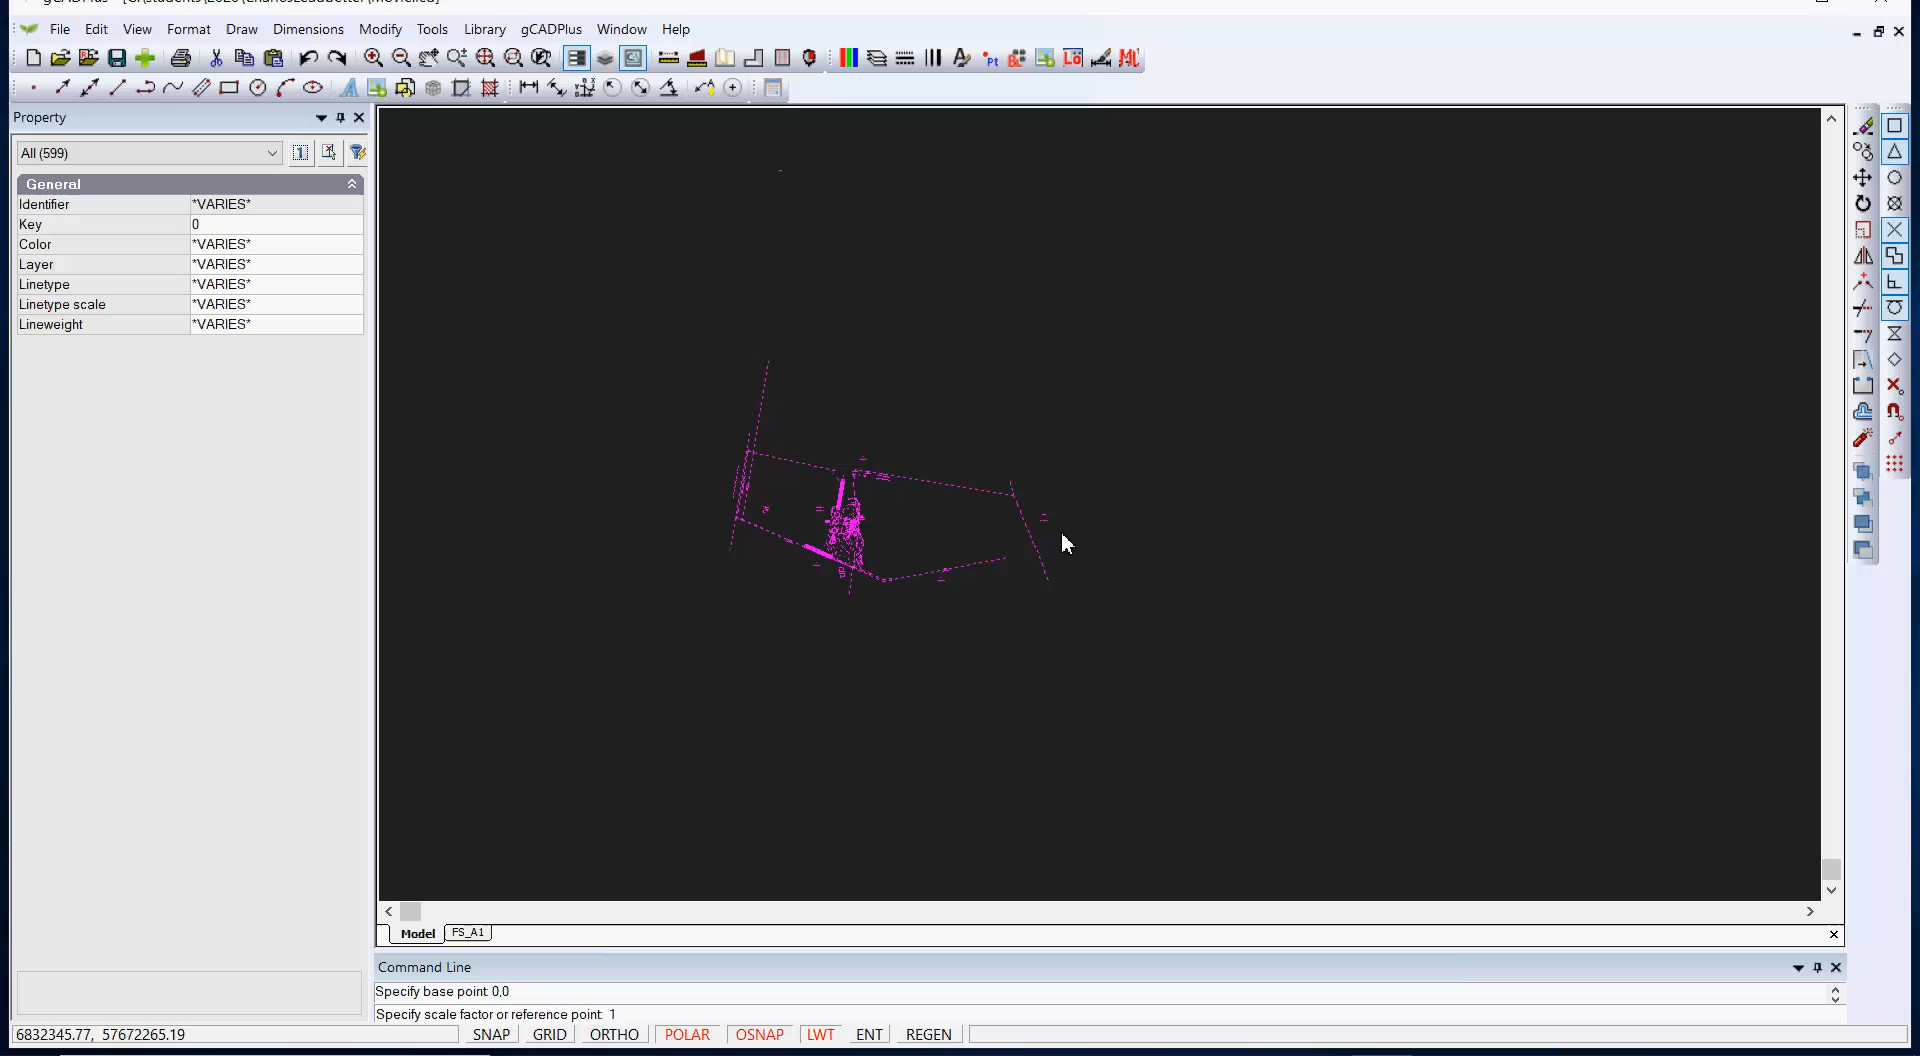 File Edit View Format Draw Dimensions Modify Tools Library gCADPlus Window Help
Property
All (599)
General
Identifier *VARIES*
Key 0
Color *VARIES*
Layer *VARIES*
Linetype *VARIES*
Linetype scale *VARIES*
Lineweight *VARIES*
Model FS_A1
Command Line
Specify base point 0,0
Specify scale factor or reference point 1
6832345.77, 57672265.19 SNAP GRID ORTHO POLAR OSNAP LWT ENT REGEN